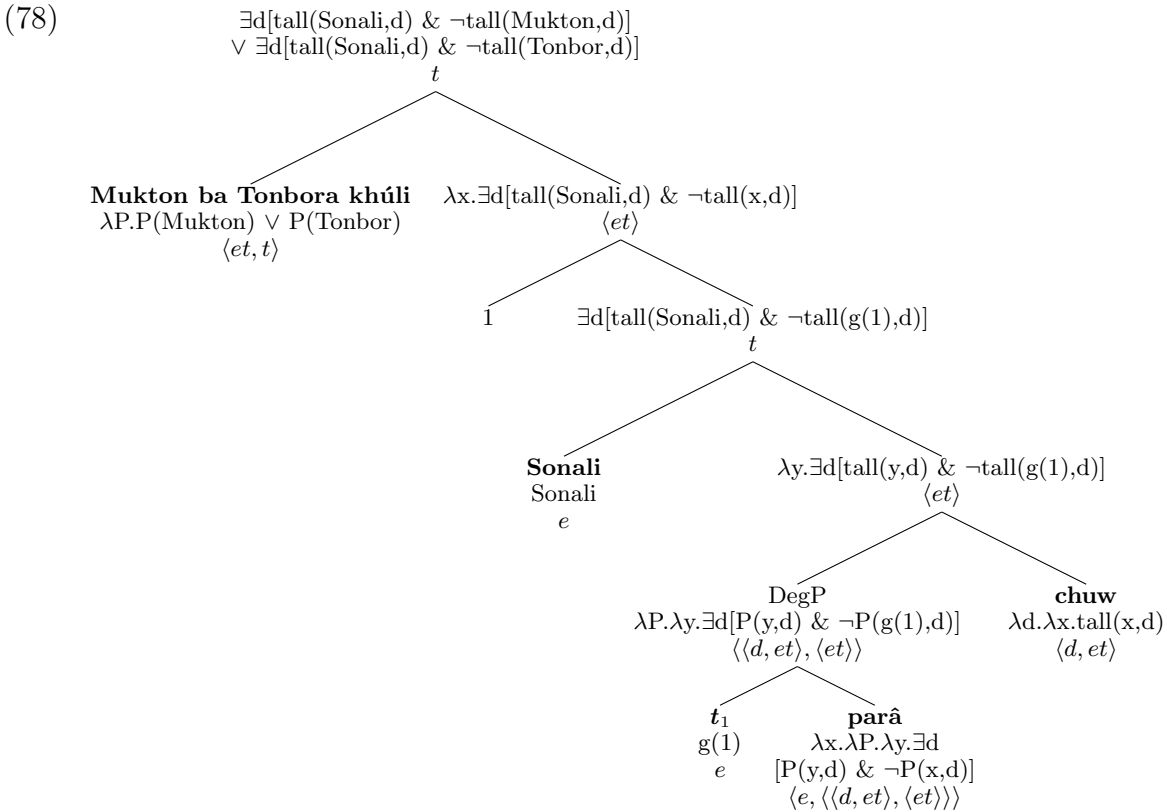 (78)
∃d[tall(Sonali,d) & ¬tall(Mukton,d)]
∨ ∃d[tall(Sonali,d) & ¬tall(Tonbor,d)]
t
Mukton ba Tonbora khúli
λP.P(Mukton) ∨ P(Tonbor)
⟨et, t⟩
λx.∃d[tall(Sonali,d) & ¬tall(x,d)]
⟨et⟩
1
∃d[tall(Sonali,d) & ¬tall(g(1),d)]
t
Sonali
Sonali
e
λy.∃d[tall(y,d) & ¬tall(g(1),d)]
⟨et⟩
DegP
λP.λy.∃d[P(y,d) & ¬P(g(1),d)]
⟨⟨d, et⟩, ⟨et⟩⟩
chuw
λd.λx.tall(x,d)
⟨d, et⟩
t₁
g(1)
e
parâ
λx.λP.λy.∃d
[P(y,d) & ¬P(x,d)]
⟨e, ⟨⟨d, et⟩, ⟨et⟩⟩⟩